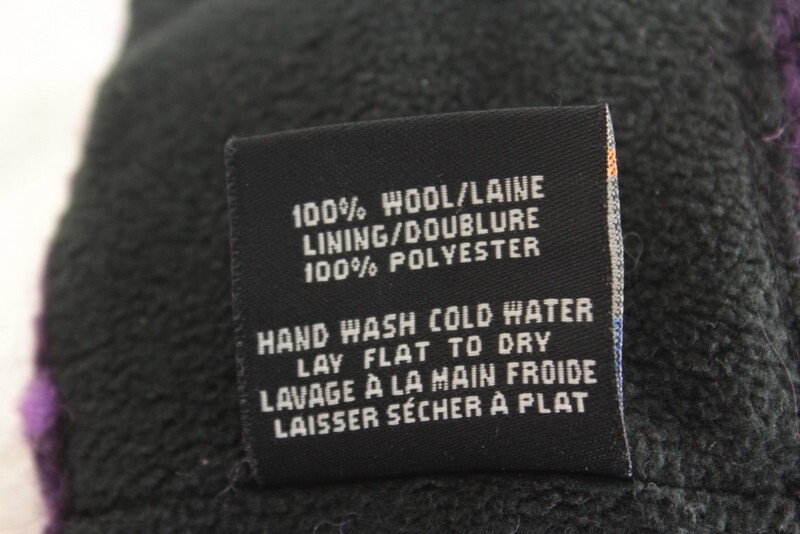 100% WOOL/LAINE
LINING/DOUBLURE
100% POLYESTER
HAND WASH COLD WATER
LAY FLAT TO DRY
LAVAGE À LA MAIN FROIDE
LAISSER SÉCHER À PLAT